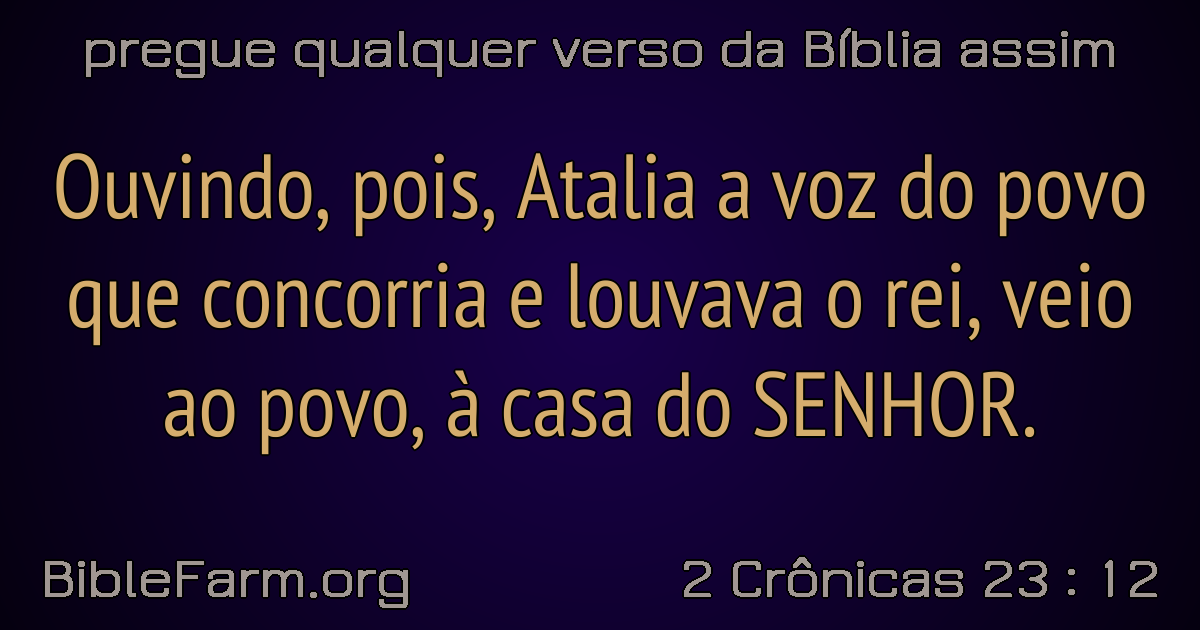 pregue qualquer verso da Bíblia assim
Ouvindo, pois, Atalia a voz do povo
que concorria e louvava o rei, veio
ao povo, à casa do SENHOR.
BibleFarm.org
2 Crônicas 23 : 12